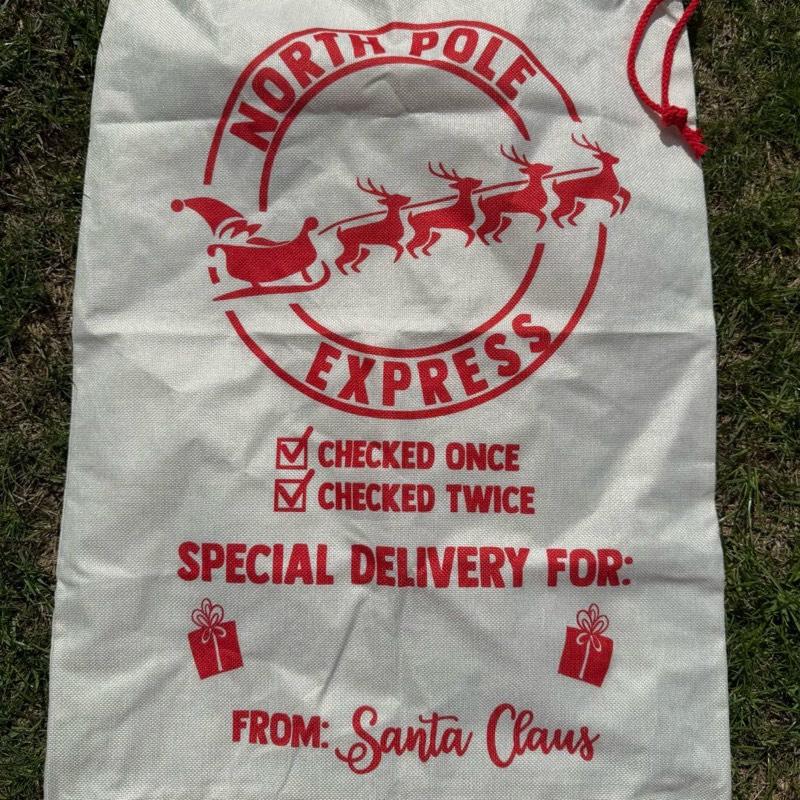 NORTH POLE
EXPRESS
CHECKED ONCE
CHECKED TWICE
SPECIAL DELIVERY FOR:
FROM: Santa Claus